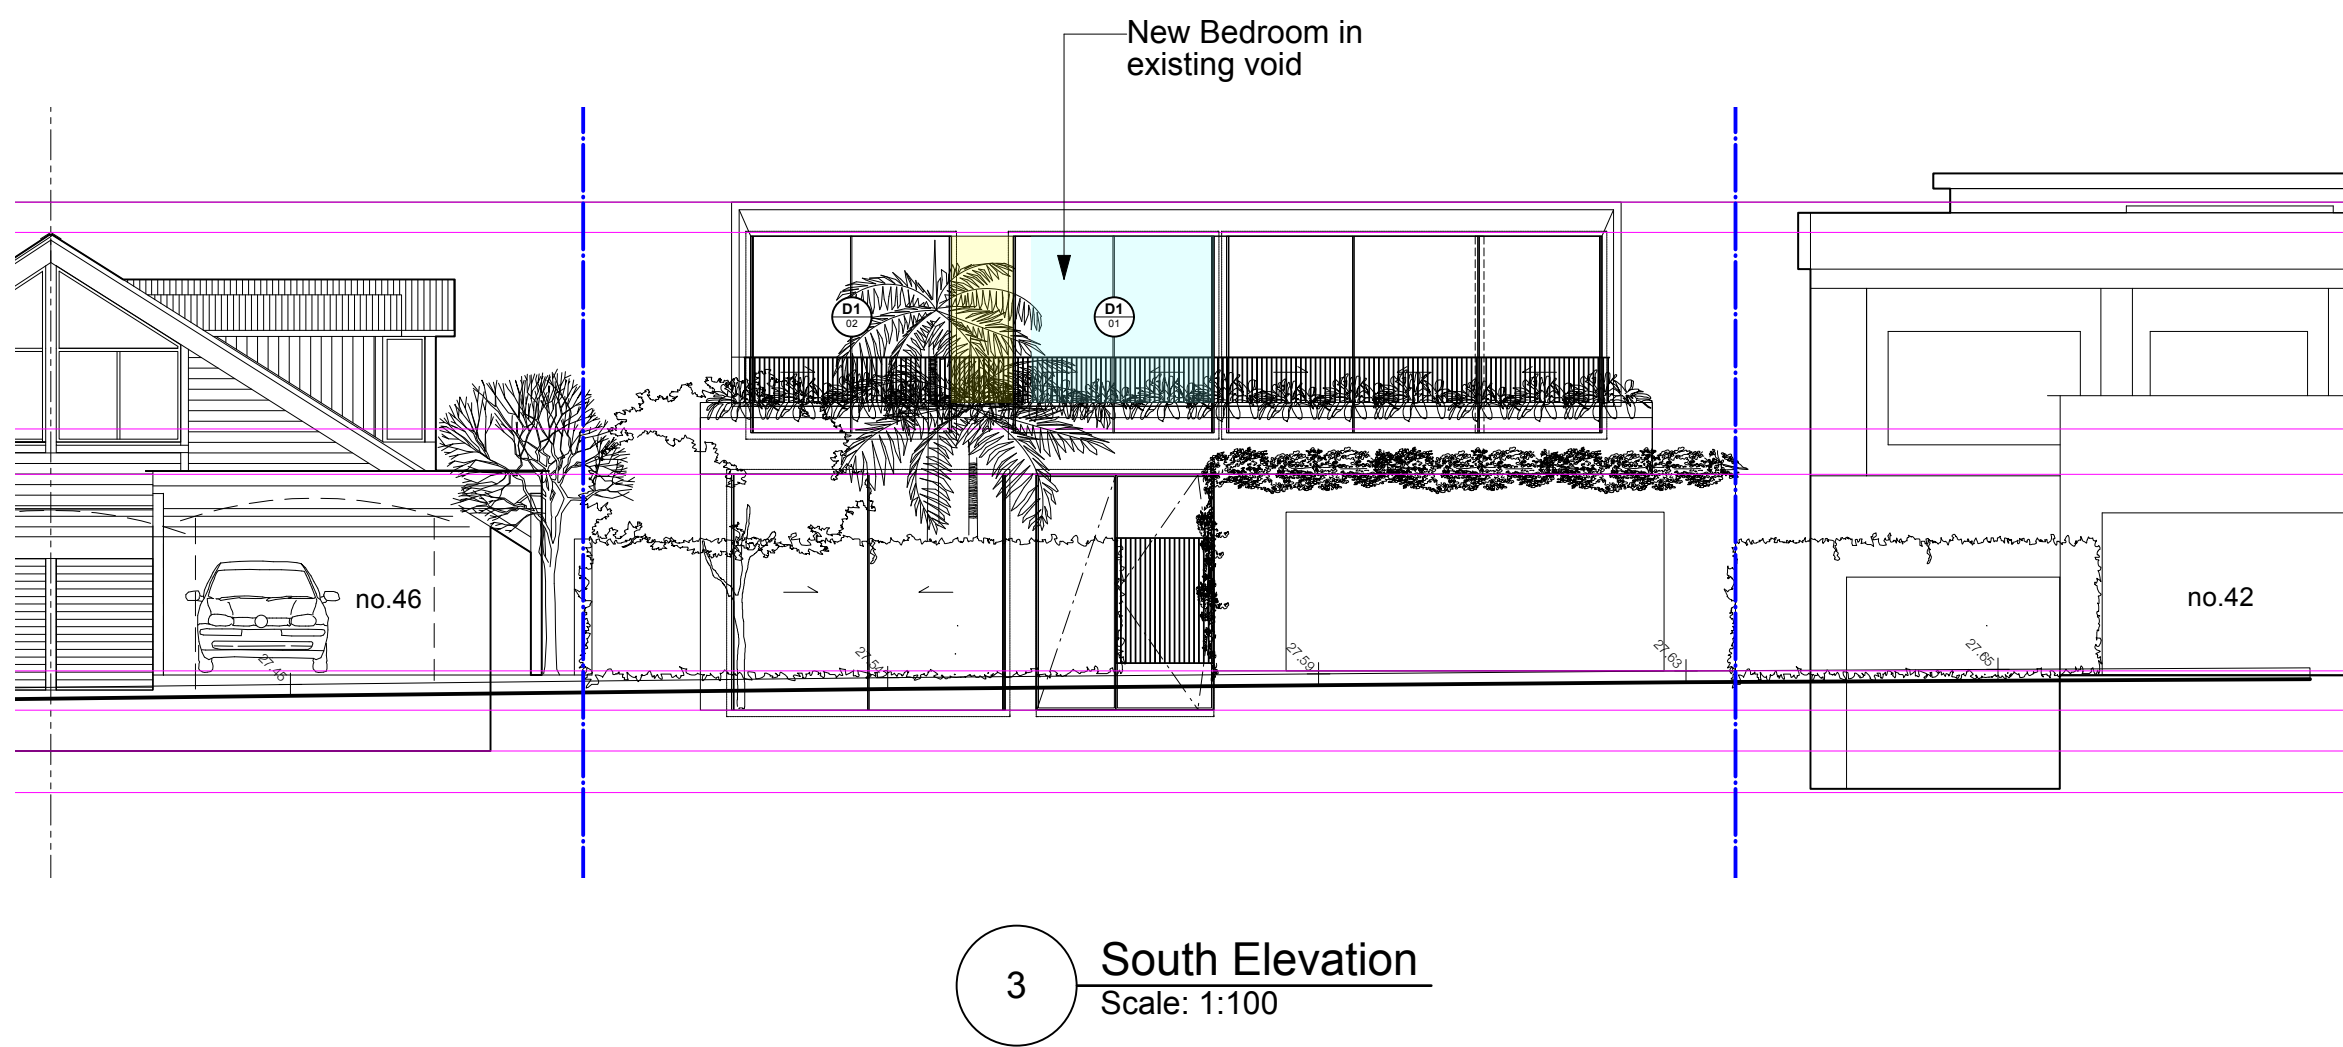 New Bedroom in
existing void
D1
02
D1
01
no.46
no.42
27.45
27.54
27.59
27.63
27.65
3
South Elevation
Scale: 1:100